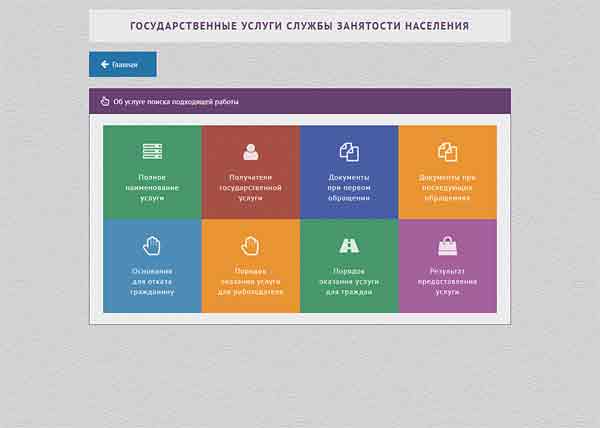 ГОСУДАРСТВЕННЫЕ УСЛУГИ СЛУЖБЫ ЗАНЯТОСТИ НАСЕЛЕНИЯ
Главная
Об услуге поиска подходящей работы
Полное
наименование
услуги
Получатели
государственной
услуги
Документы
при первом
обращении
Документы при
последующих
обращениях
Основания
для отказа
гражданину
Порядок
оказания услуги
для работодателя
Порядок
оказания услуги
для граждан
Результат
предоставления
услуги